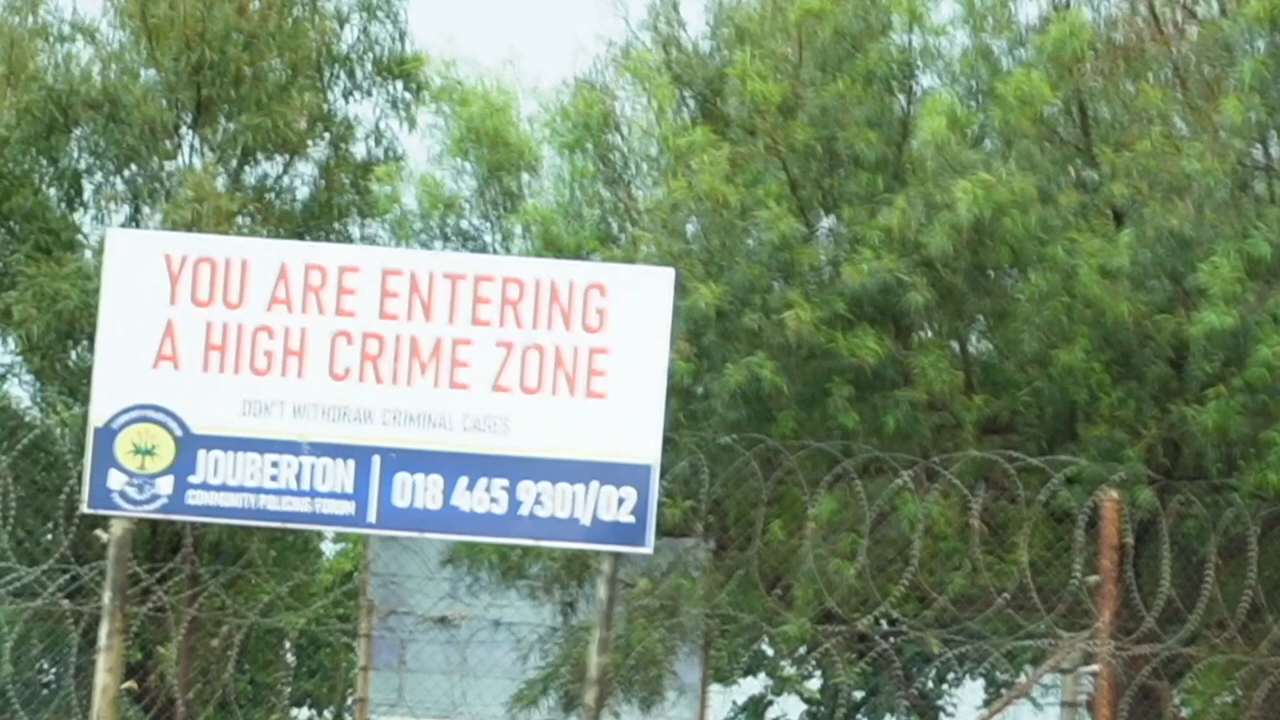 YOU ARE ENTERING
A HIGH CRIME ZONE
DON'T WITHDRAW CRIMINAL CASES
JOUBERTON
COMMUNITY POLICING FORUM
018 465 9301/02